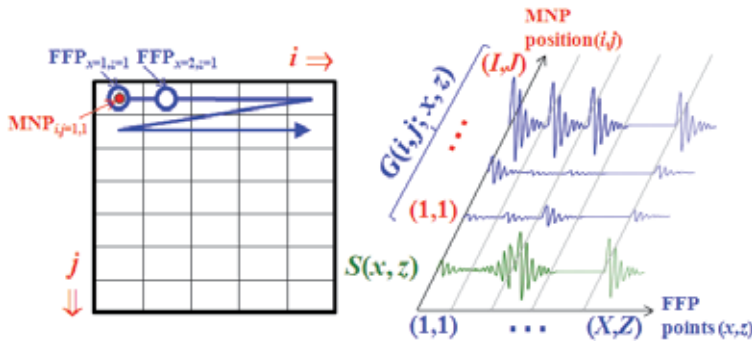 FFPx=1,z=1 FFPx=2,z=1 i ⇒
MNPi,j=1,1
j
⇓
MNP
position(i,j)
(I,J)
G(i,j; x, z)
...
(1,1)
S(x, z)
(1,1) ... (X,Z)
FFP
points (x,z)